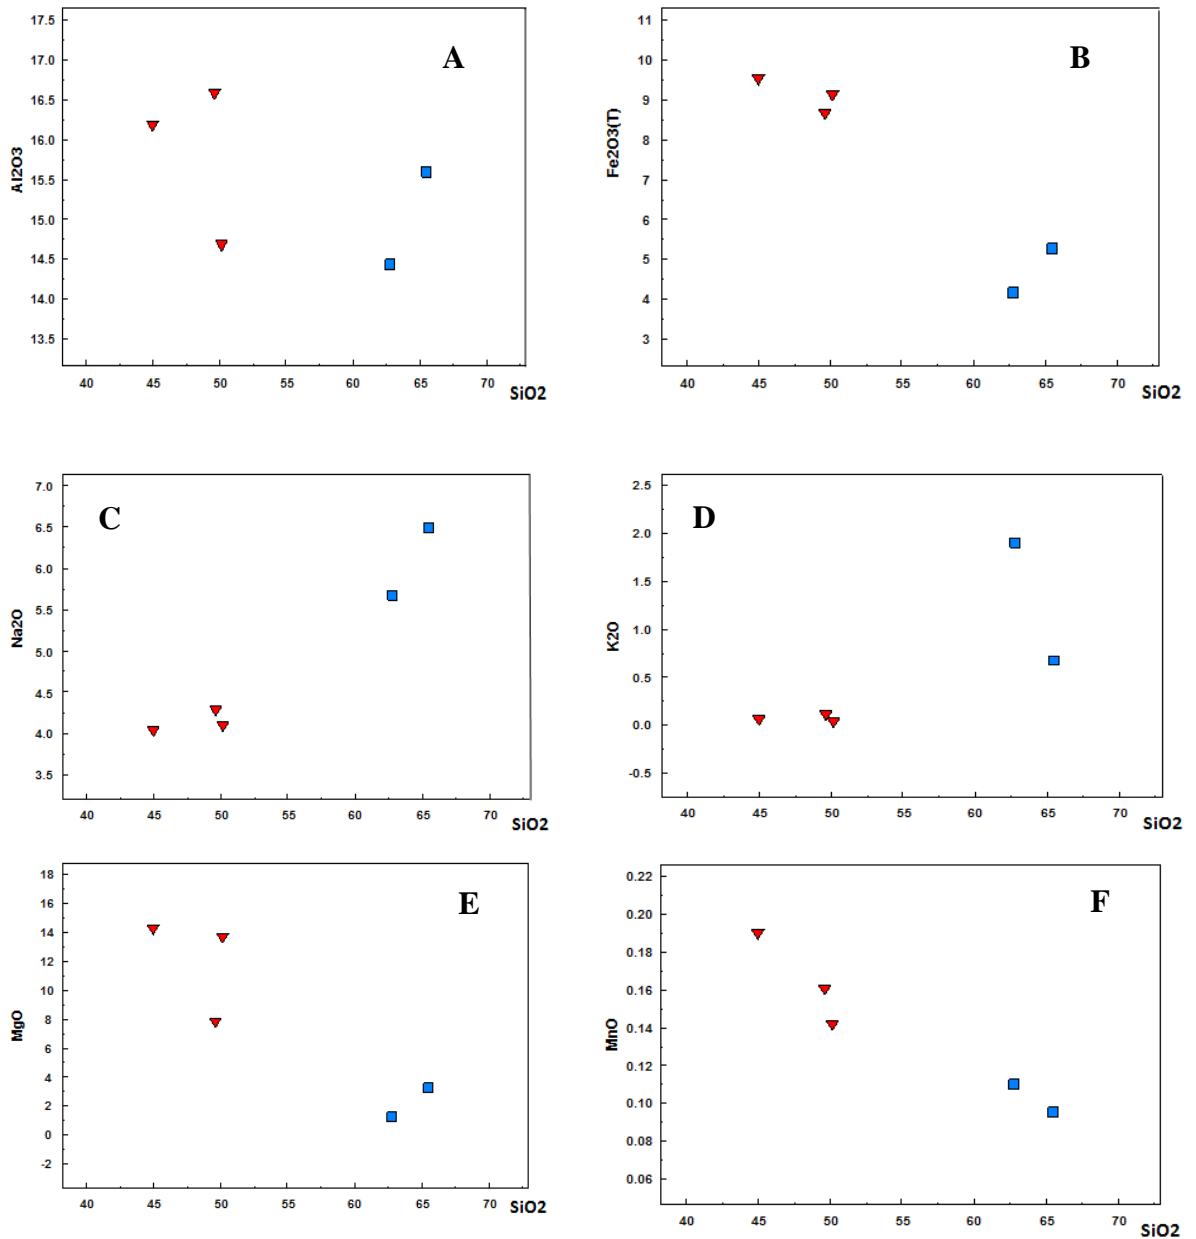 A
Al2O3
17.5
17.0
16.5
16.0
15.5
15.0
14.5
14.0
13.5
40 45 50 55 60 65 70 SiO2
B
Fe2O3(T)
11
10
9
8
7
6
5
4
3
40 45 50 55 60 65 70 SiO2
C
Na2O
7.0
6.5
6.0
5.5
5.0
4.5
4.0
3.5
40 45 50 55 60 65 70 SiO2
D
K2O
2.5
2.0
1.5
1.0
0.5
0.0
-0.5
40 45 50 55 60 65 70 SiO2
E
MgO
18
16
14
12
10
8
6
4
2
0
-2
40 45 50 55 60 65 70 SiO2
F
MnO
0.22
0.20
0.18
0.16
0.14
0.12
0.10
0.08
0.06
40 45 50 55 60 65 70 SiO2